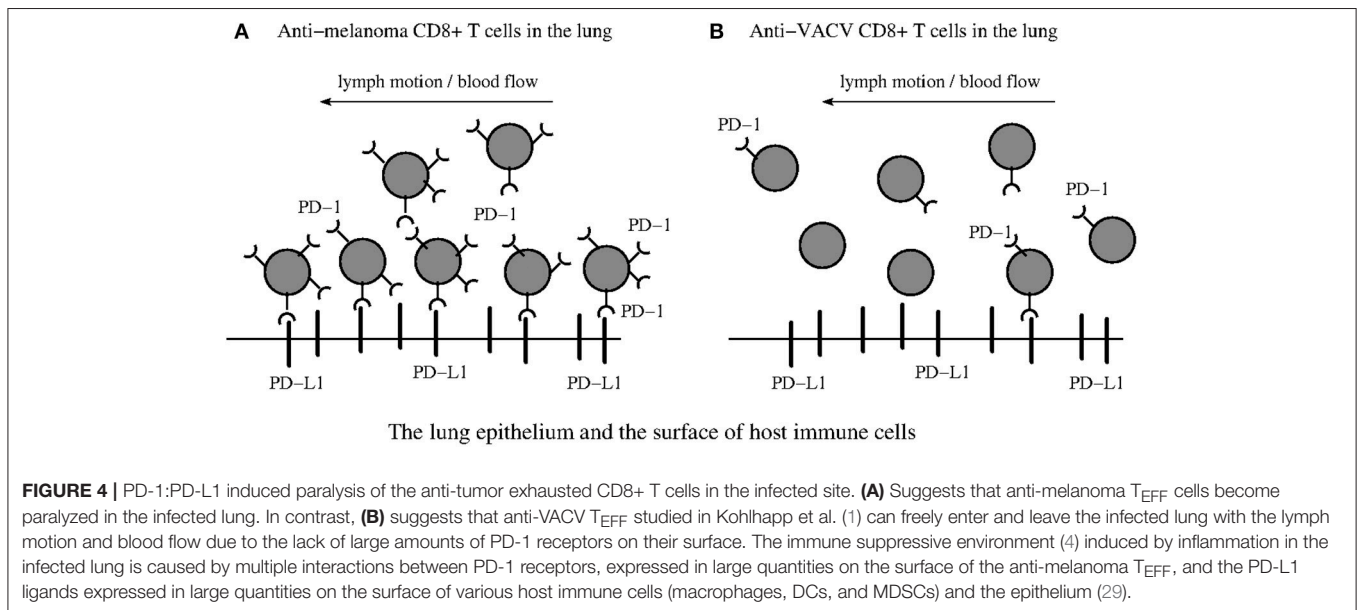 A Anti−melanoma CD8+ T cells in the lung
B Anti−VACV CD8+ T cells in the lung
lymph motion / blood flow
lymph motion / blood flow
PD−1
PD−1
PD−1
PD−1
PD−1
PD−1
PD−1
PD−L1
PD−L1
PD−L1
PD−L1
PD−L1
PD−L1
The lung epithelium and the surface of host immune cells
FIGURE 4 | PD-1:PD-L1 induced paralysis of the anti-tumor exhausted CD8+ T cells in the infected site. (A) Suggests that anti-melanoma TEFF cells become
paralyzed in the infected lung. In contrast, (B) suggests that anti-VACV TEFF studied in Kohlhapp et al. (1) can freely enter and leave the infected lung with the lymph
motion and blood flow due to the lack of large amounts of PD-1 receptors on their surface. The immune suppressive environment (4) induced by inflammation in the
infected lung is caused by multiple interactions between PD-1 receptors, expressed in large quantities on the surface of the anti-melanoma TEFF, and the PD-L1
ligands expressed in large quantities on the surface of various host immune cells (macrophages, DCs, and MDSCs) and the epithelium (29).